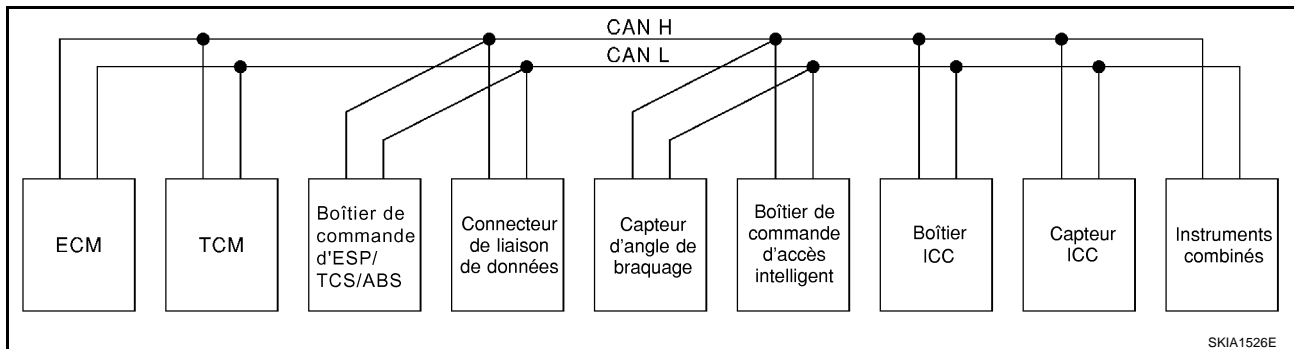 CAN H
CAN L
ECM
TCM
Boîtier de
commande
d'ESP/
TCS/ABS
Connecteur
de liaison
de données
Capteur
d'angle de
braquage
Boîtier de
commande
d'accès
intelligent
Boîtier
ICC
Capteur
ICC
Instruments
combinés
SKIA1526E